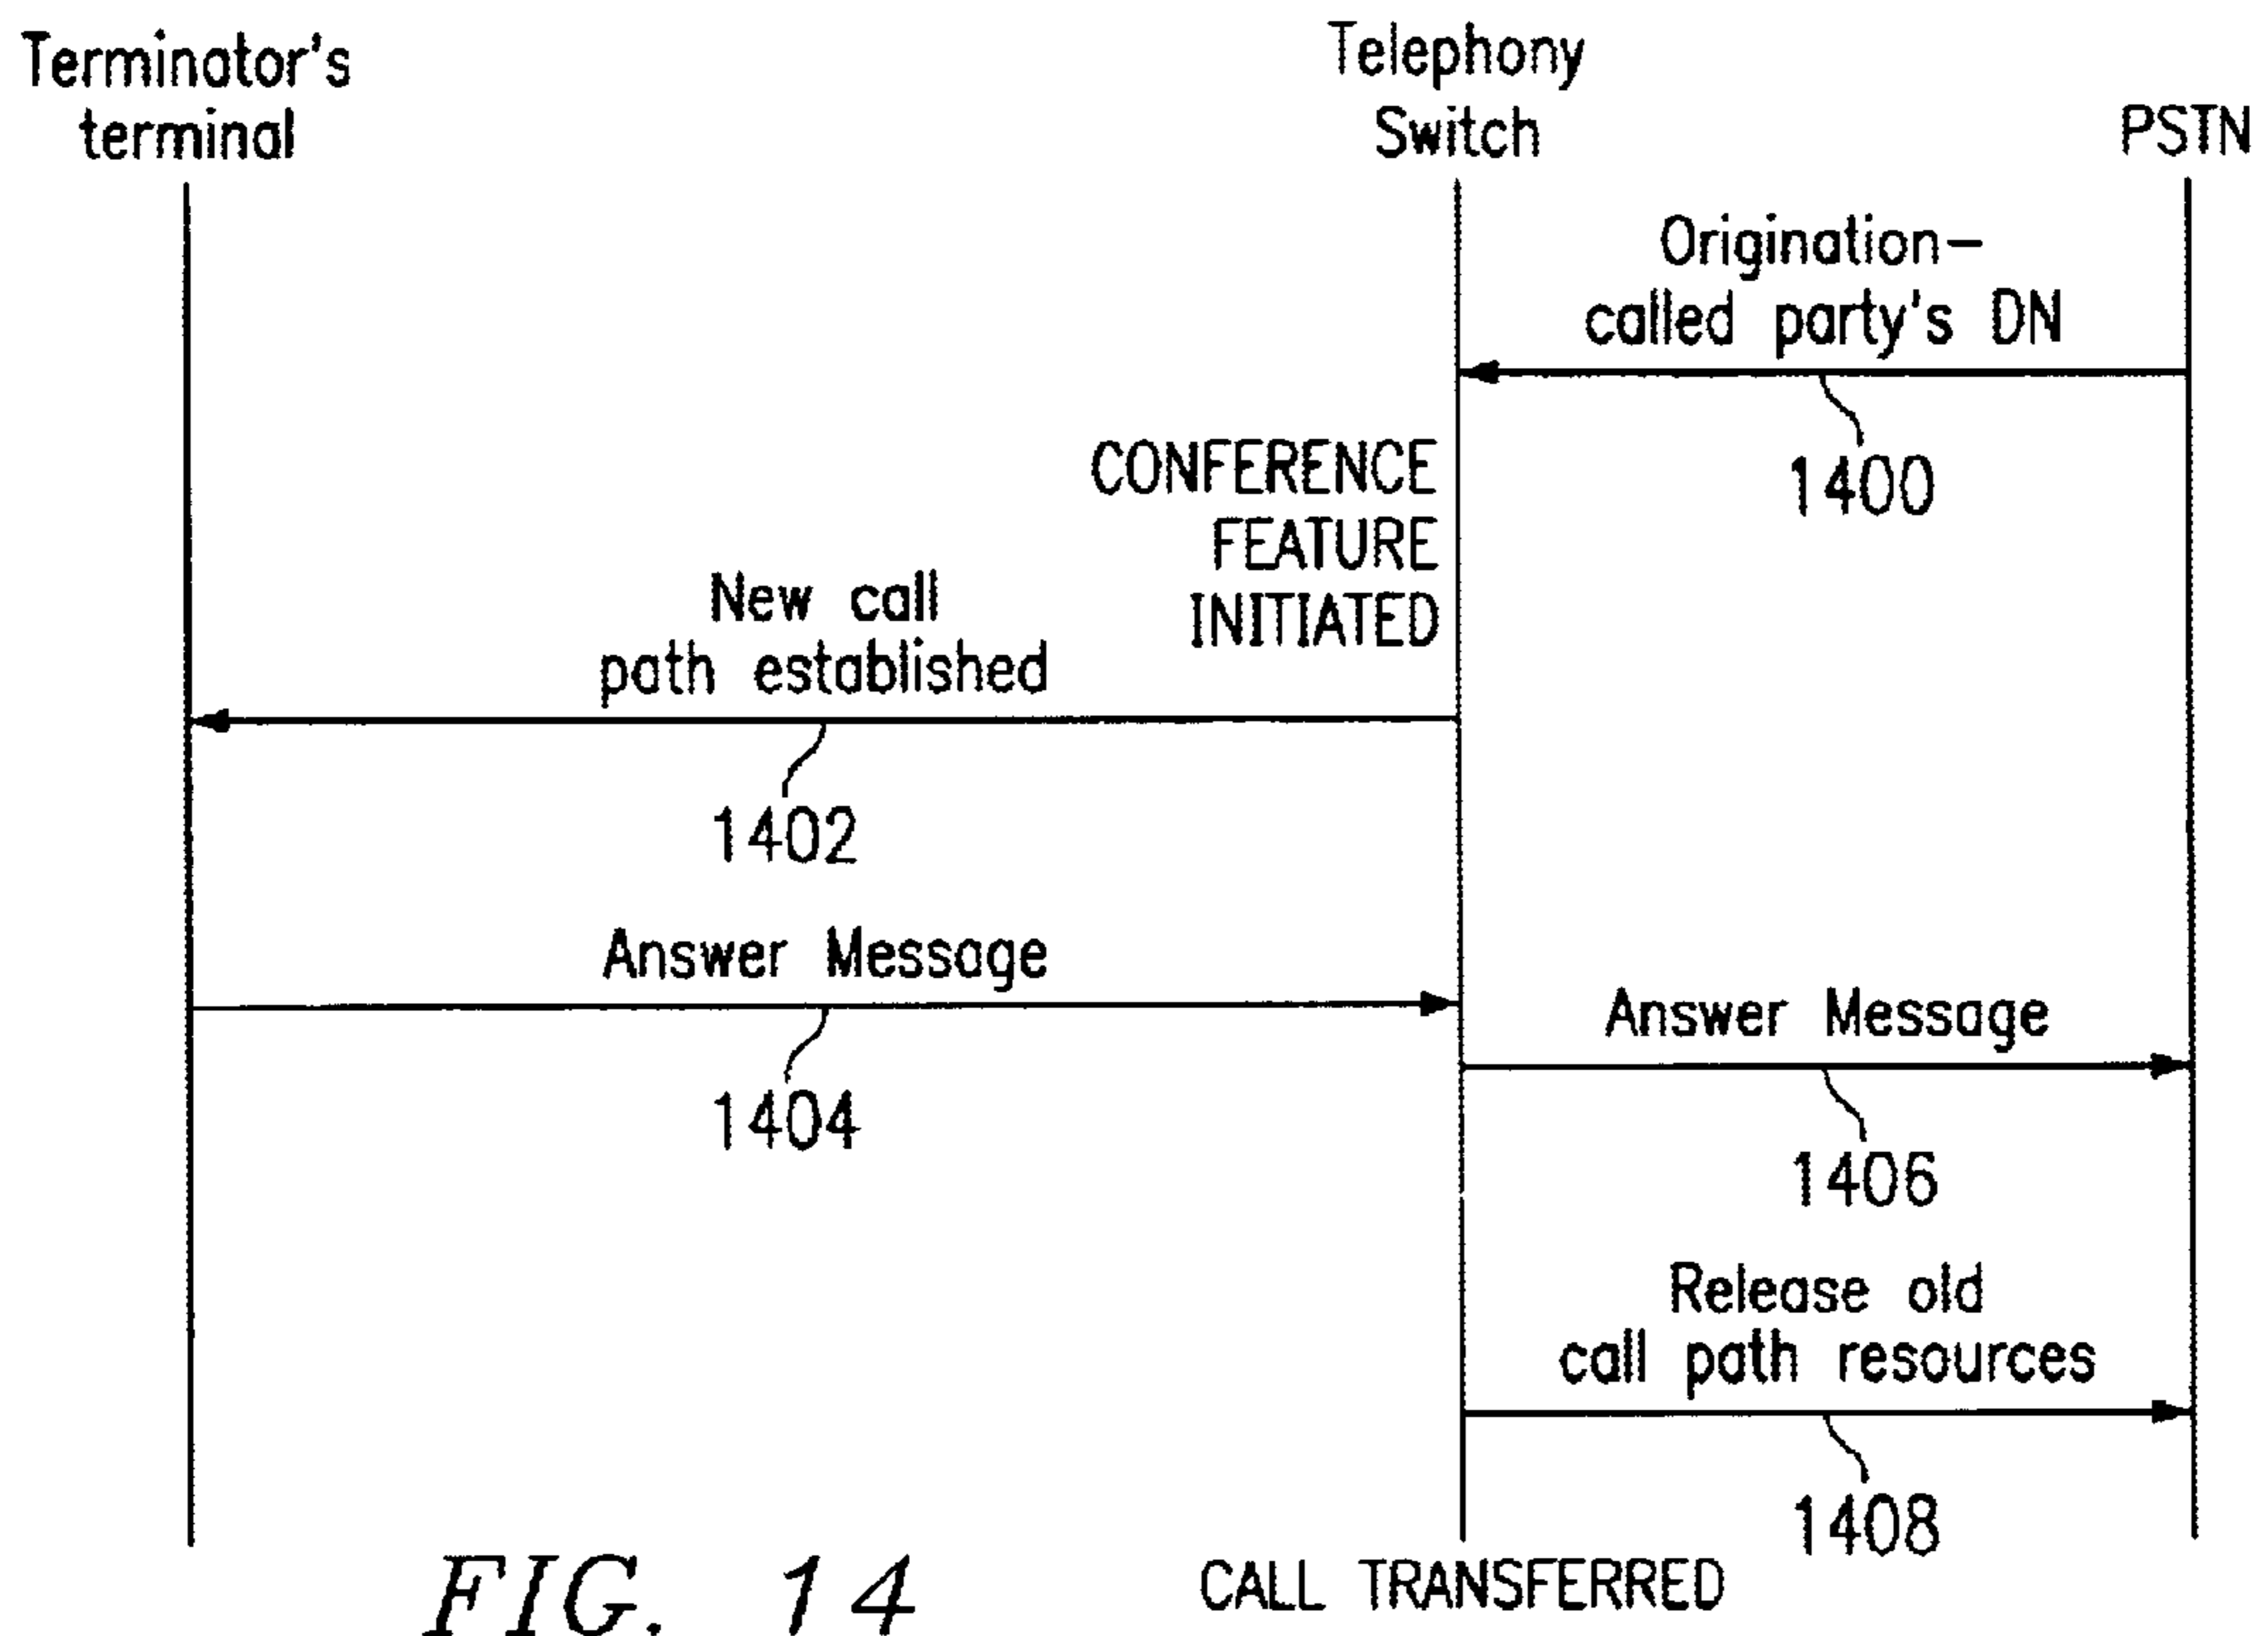 Terminator's
terminal
Telephony
Switch
PSTN
Origination-
called party's DN
1400
CONFERENCE
FEATURE
INITIATED
New call
path established
1402
Answer Message
1404
Answer Message
1406
Release old
call path resources
1408
CALL TRANSFERRED
FIG. 14